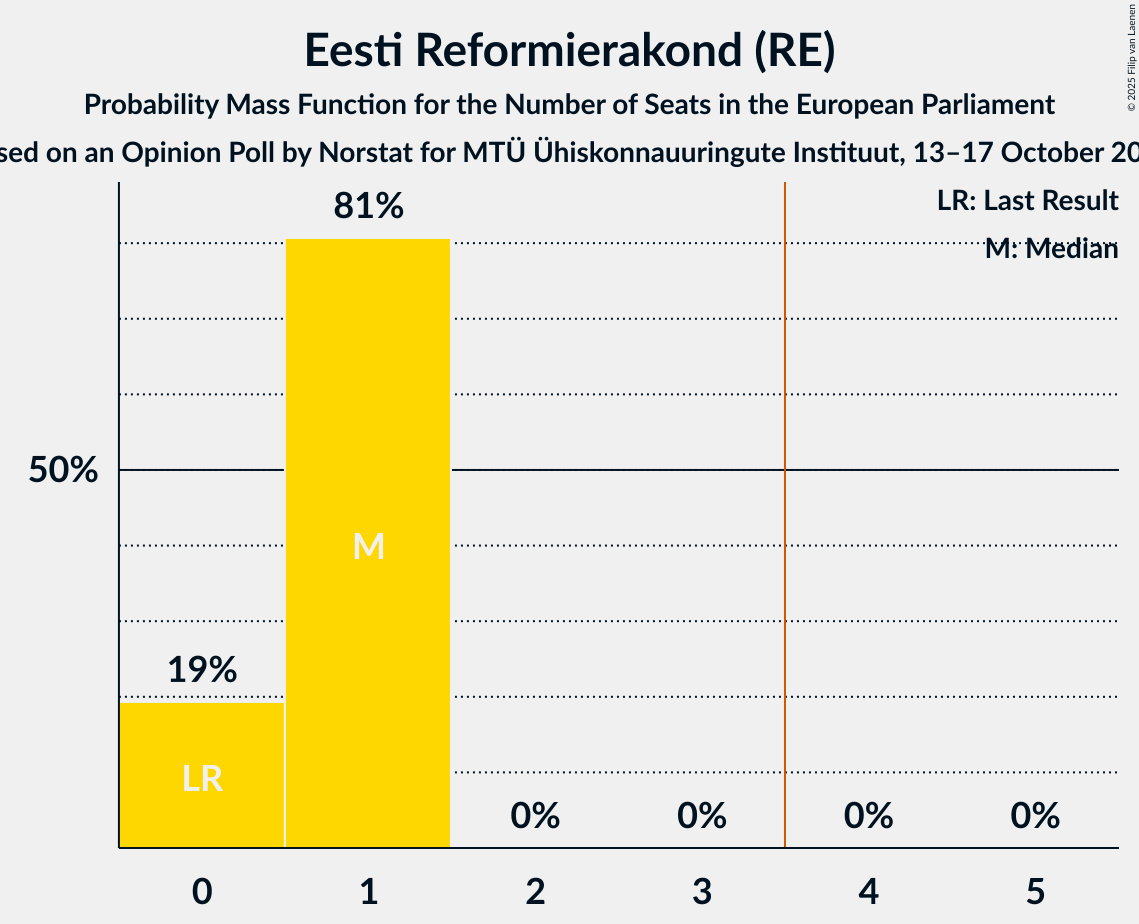 Eesti Reformierakond (RE)
Probability Mass Function for the Number of Seats in the European Parliament
sed on an Opinion Poll by Norstat for MTÜ Ühiskonnauuringute Instituut, 13–17 October 20
© 2025 Filip van Laenen
LR: Last Result
M: Median
81%
50%
M
19%
LR
0% 0% 0% 0%
0 1 2 3 4 5